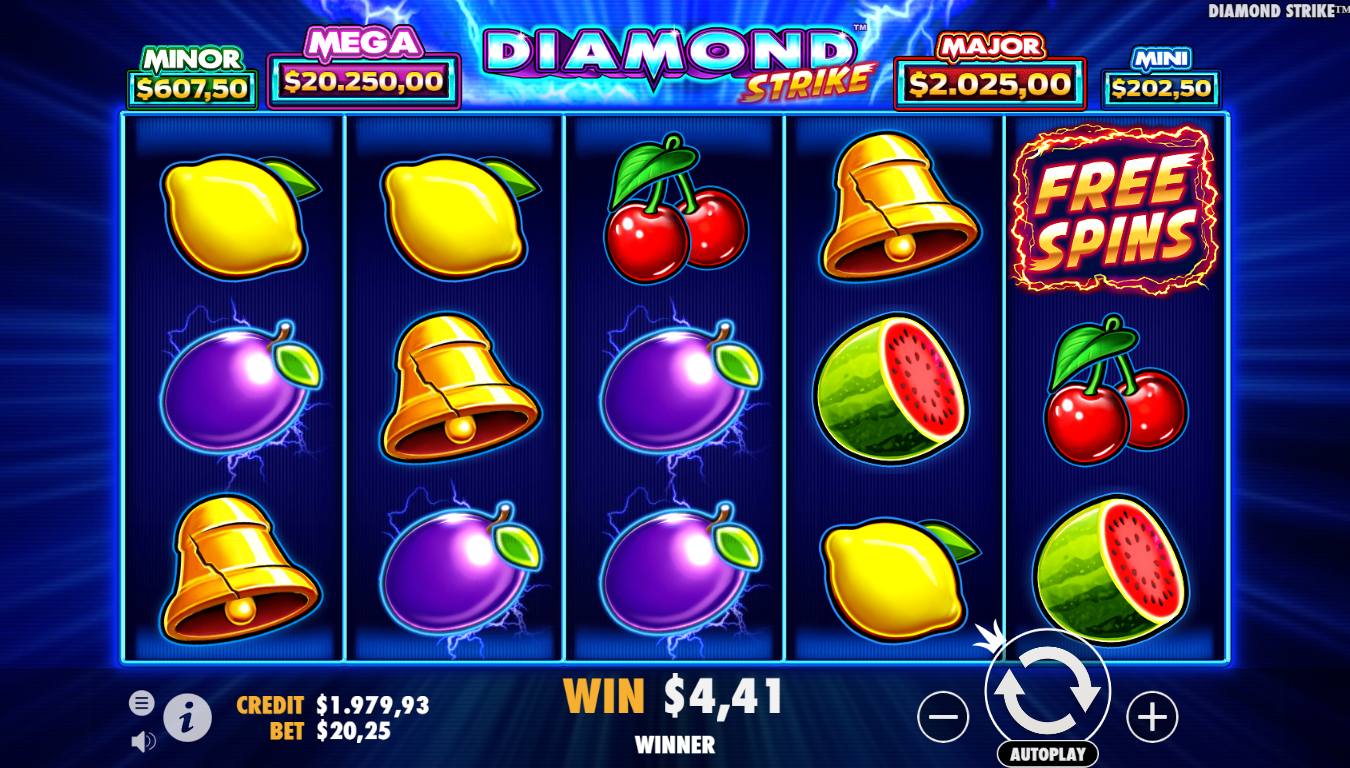 DIAMOND STRIKE™
MINOR
$607,50
MEGA
$20.250,00
DIAMOND™
STRIKE
MAJOR
$2.025,00
MINI
$202,50
FREE
SPINS
CREDIT $1.979,93
BET $20,25
WIN $4,41
WINNER
AUTOPLAY